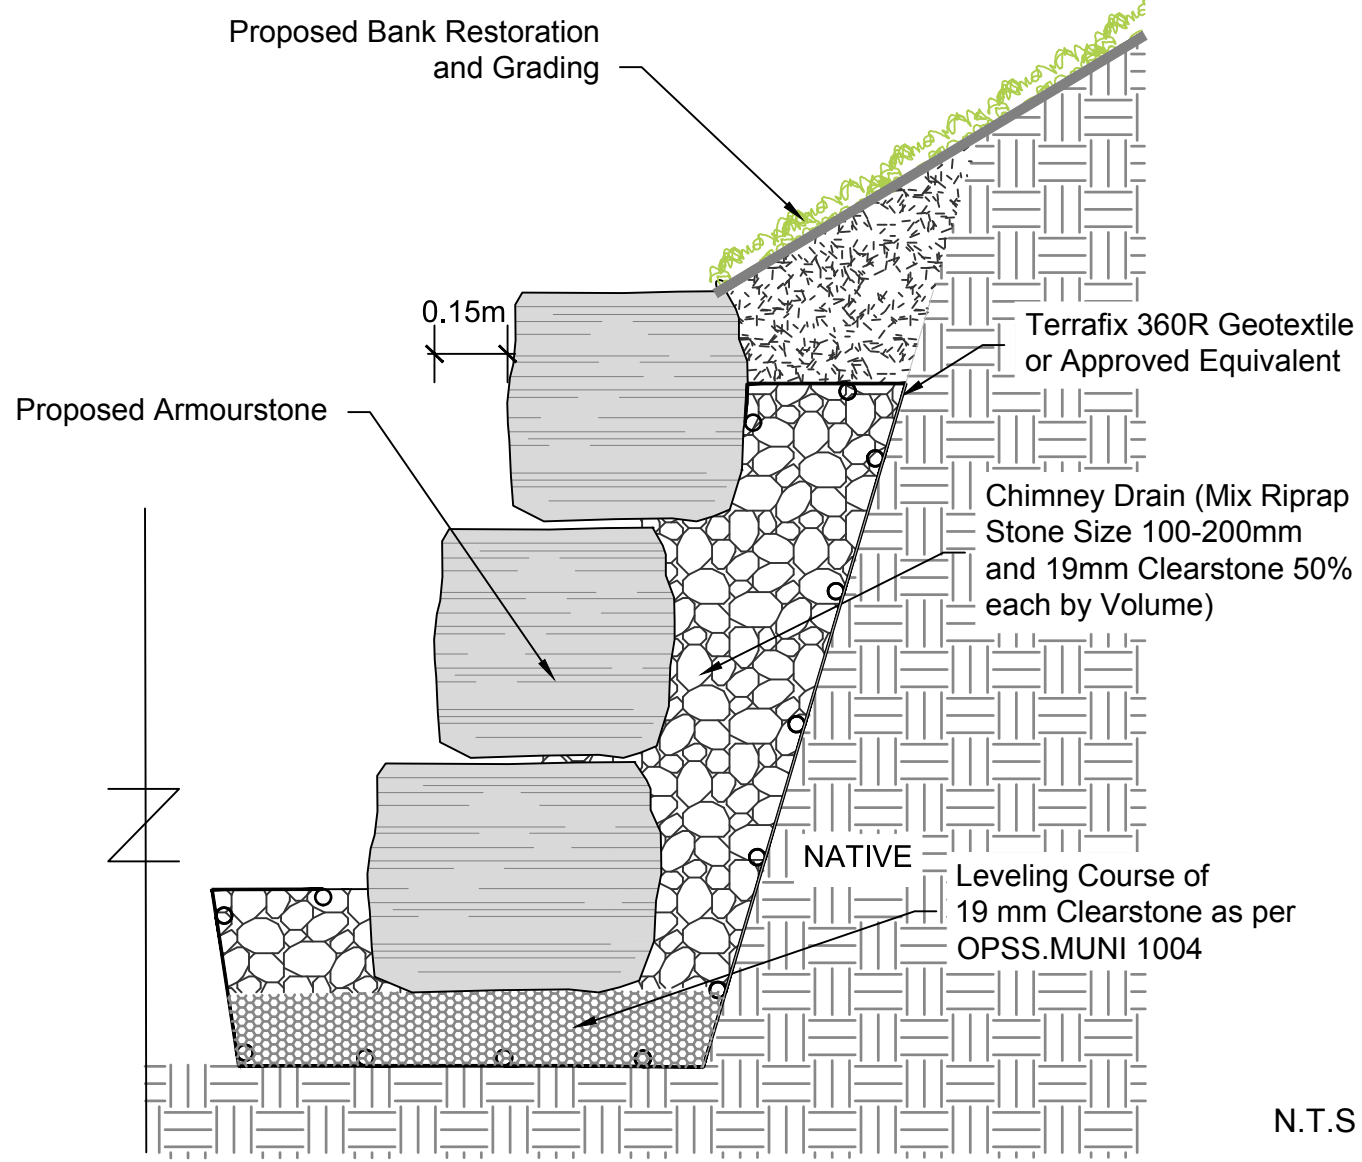 Proposed Bank Restoration
and Grading
0.15m
Terrafix 360R Geotextile
or Approved Equivalent
Proposed Armourstone
Chimney Drain (Mix Riprap
Stone Size 100-200mm
and 19mm Clearstone 50%
each by Volume)
NATIVE
Leveling Course of
19 mm Clearstone as per
OPSS.MUNI 1004
N.T.S